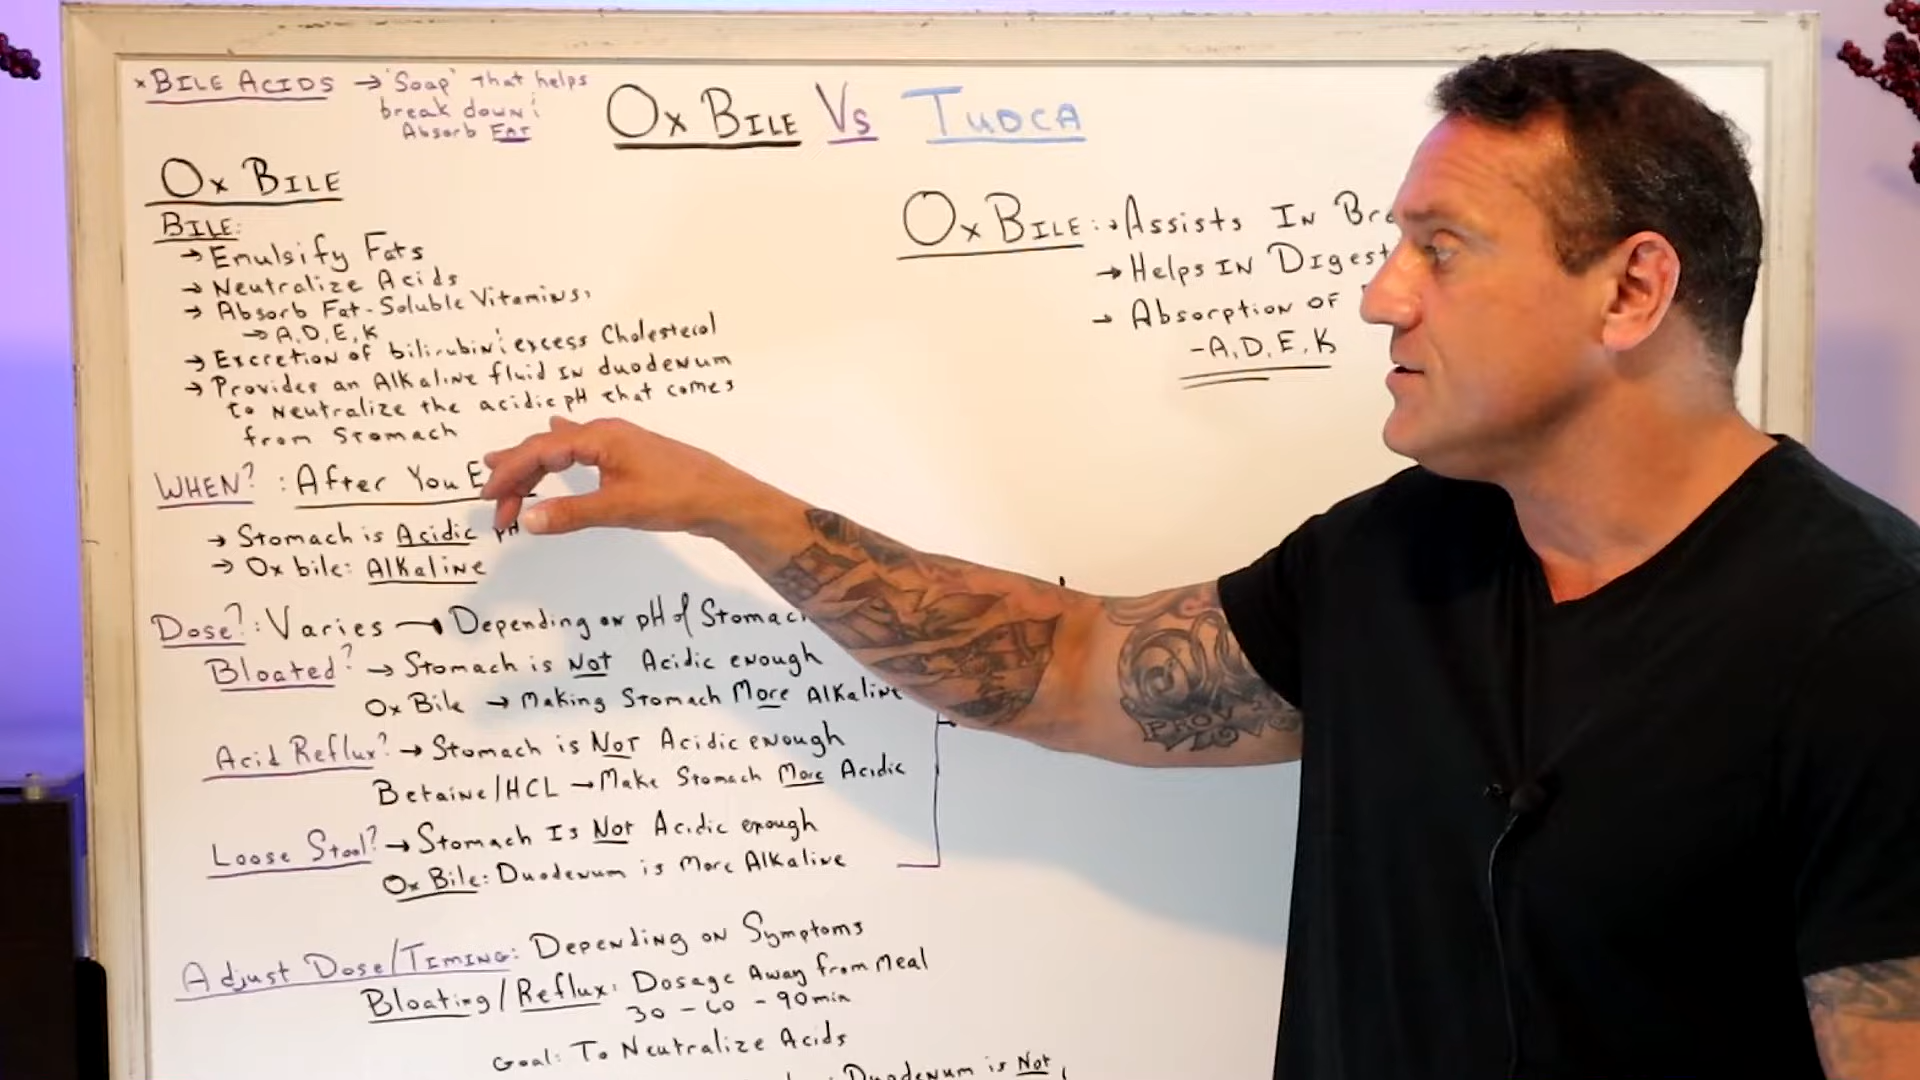 * BILE ACIDS → 'Soap' that helps
break down &
Absorb FAT
OX BILE VS TUDCA
OX BILE
BILE:
→ Emulsify Fats
→ Neutralize Acids
→ Absorb Fat-Soluble Vitamins,
→ A, D, E, K
→ Excretion of bilirubin & excess Cholesterol
→ Provides an Alkaline fluid in duodenum
to Neutralize the acidic pH that comes
from Stomach
WHEN? : After You
→ Stomach is Acidic pH
→ Ox bile: Alkaline
Dose?: Varies → Depending on pH of Stomach
Bloated? → Stomach is Not Acidic enough
Ox Bile → Making Stomach More Alkaline
Acid Reflux? → Stomach is Not Acidic enough
Betaine/HCL → Make Stomach More Acidic
Loose Stool? → Stomach Is Not Acidic enough
Ox Bile: Duodenum is More Alkaline
Adjust Dose/Timing: Depending on Symptoms
Bloating/Reflux: Dosage Away from Meal
30 - 60 - 90 min
Goal: To Neutralize Acids
Duodenum is Not
OX BILE: → Assists In
→ Helps In
→ Absorption of
- A, D, E, K
PROV